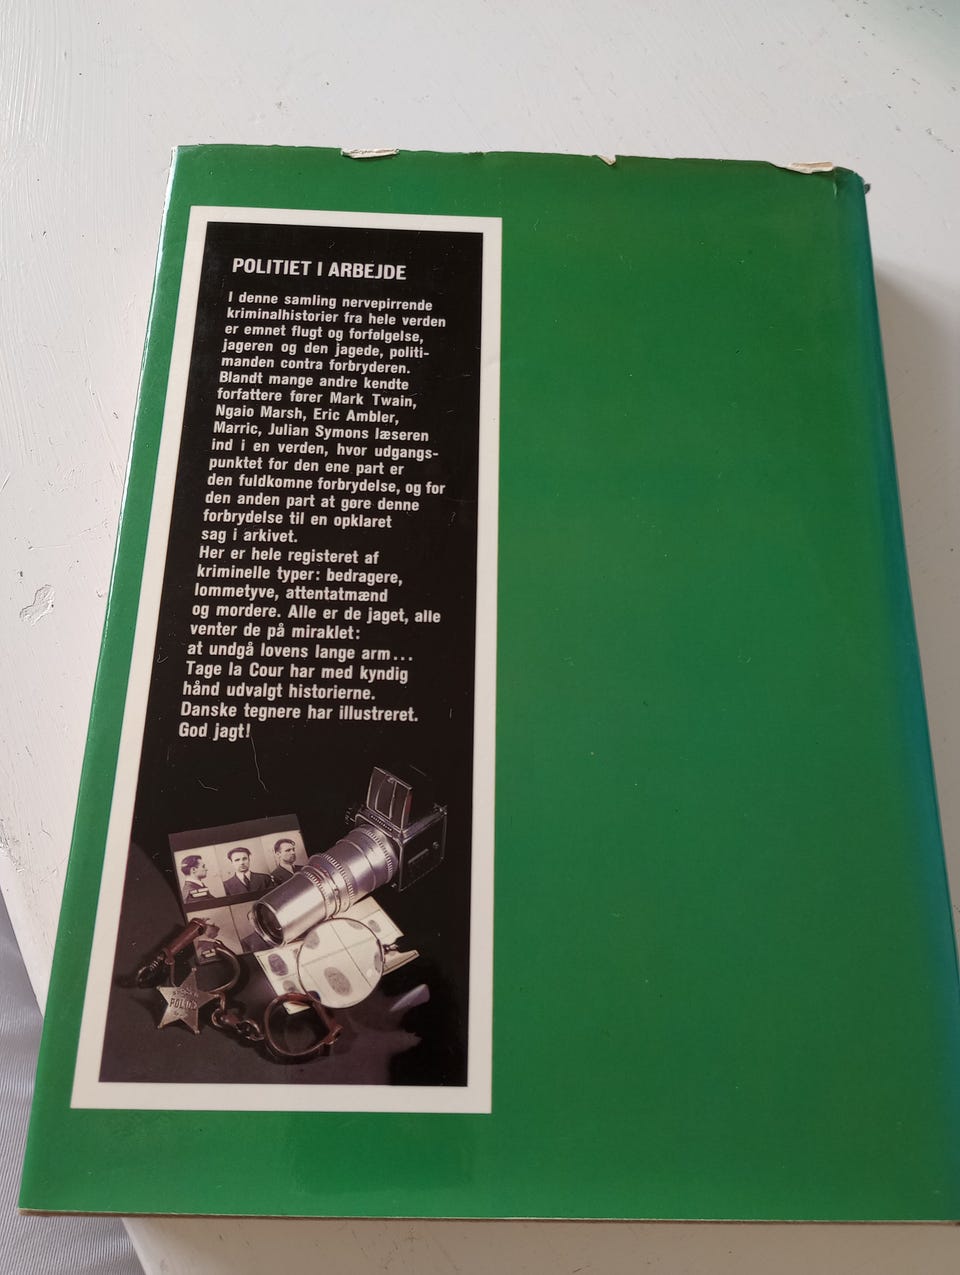 POLITIET I ARBEJDE
I denne samling nervepirrende
kriminalhistorier fra hele verden
er emnet flugt og forfølgelse,
jageren og den jagede, politi-
manden contra forbryderen.
Blandt mange andre kendte
forfattere fører Mark Twain,
Ngaio Marsh, Eric Ambler,
Marric, Julian Symons læseren
ind i en verden, hvor udgangs-
punktet for den ene part er
den fuldkomne forbrydelse, og for
den anden part at gøre denne
forbrydelse til en opklaret
sag i arkivet.
Her er hele registeret af
kriminelle typer: bedragere,
lommetyve, attentatmænd
og mordere. Alle er de jaget, alle
venter de på miraklet:
at undgå lovens lange arm...
Tage la Cour har med kyndig
hånd udvalgt historierne.
Danske tegnere har illustreret.
God jagt!